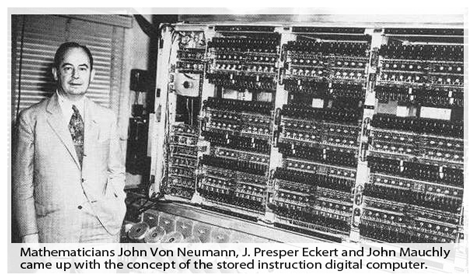 Mathematicians John Von Neumann, J. Presper Eckert and John Mauchly
came up with the concept of the stored instruction digital computer.